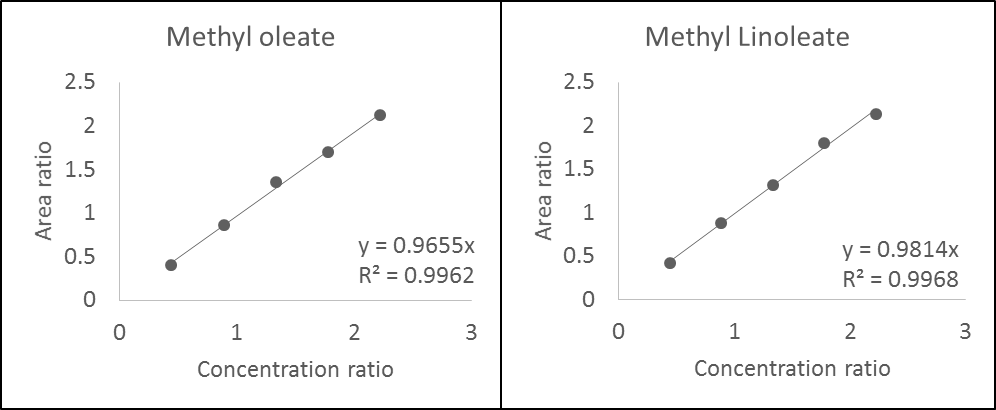 Methyl oleate
2.5
2
1.5
1
0.5
0
Area ratio
y = 0.9655x
R² = 0.9962
0 1 2 3
Concentration ratio
Methyl Linoleate
2.5
2
1.5
1
0.5
0
Area ratio
y = 0.9814x
R² = 0.9968
0 1 2 3
Concentration ratio